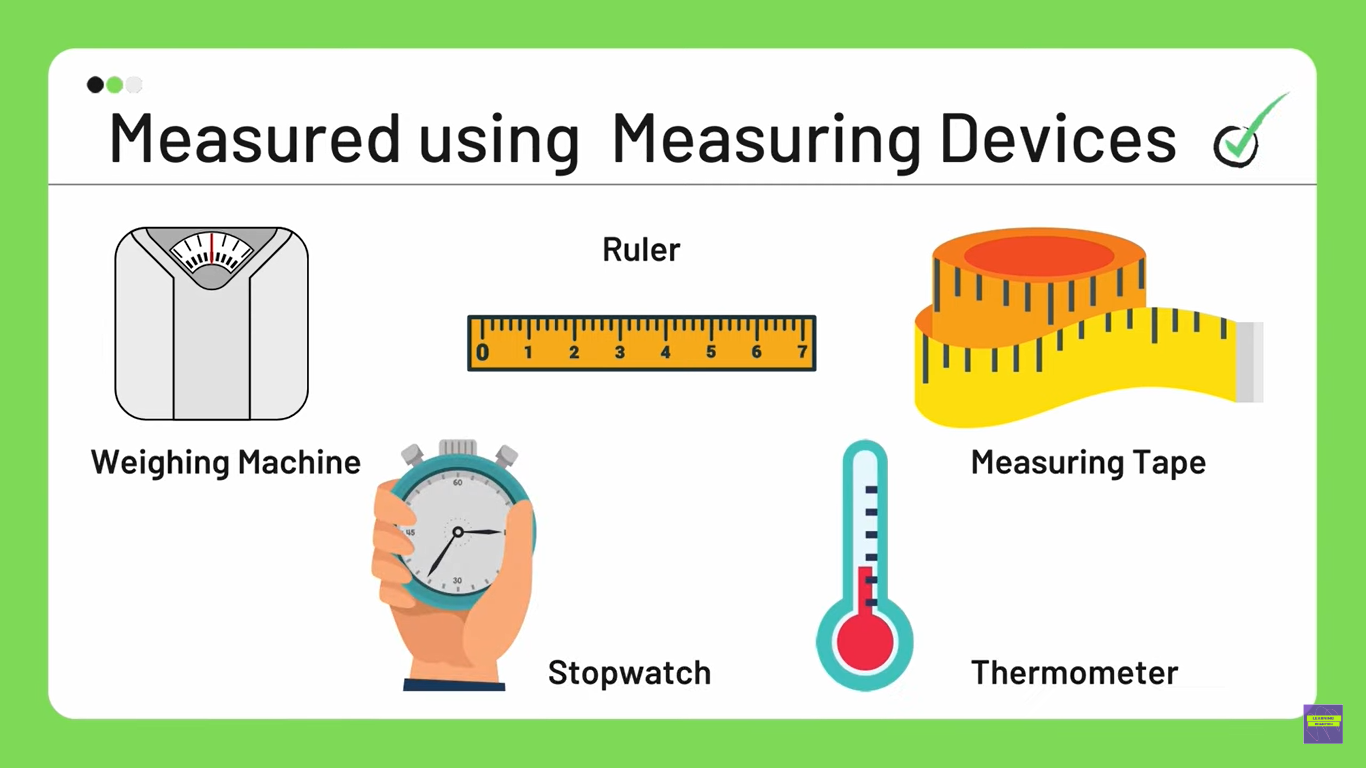 Measured using Measuring Devices
Ruler
0 1 2 3 4 5 6 7
Weighing Machine
Measuring Tape
60
45
30
Stopwatch
Thermometer